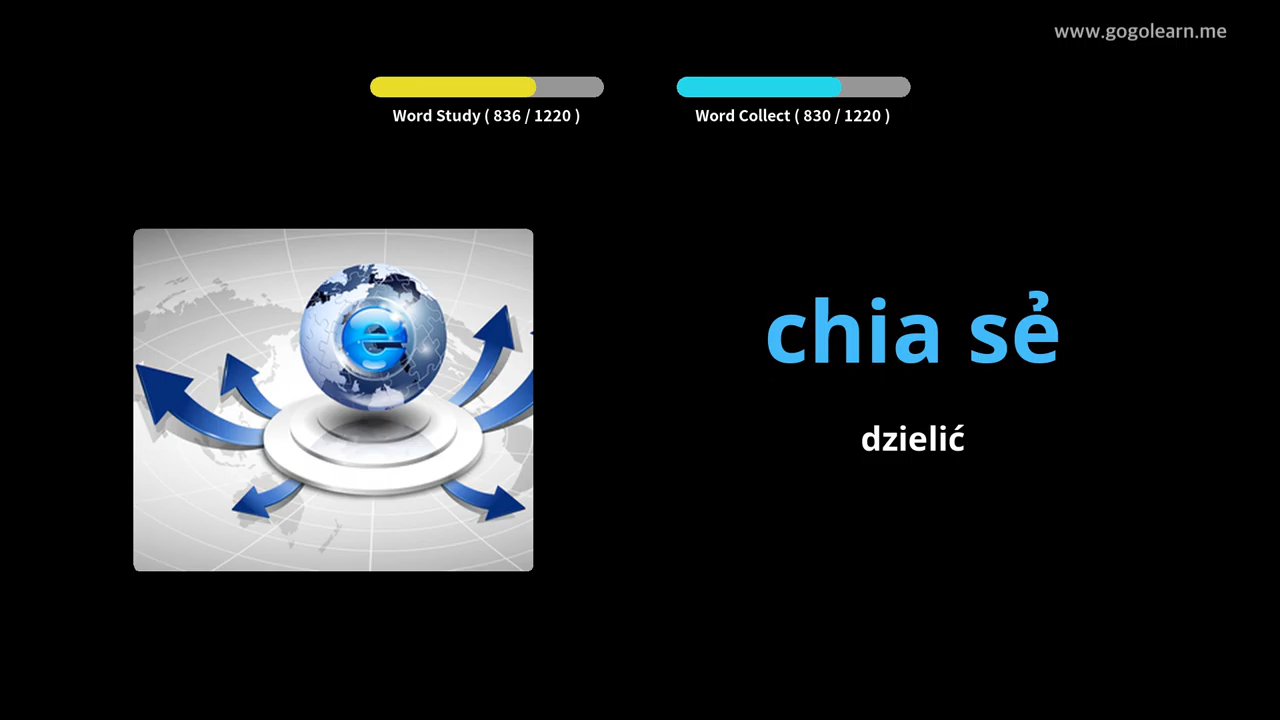 www.gogolearn.me
Word Study ( 836 / 1220 )
Word Collect ( 830 / 1220 )
e
chia sẻ
dzielić